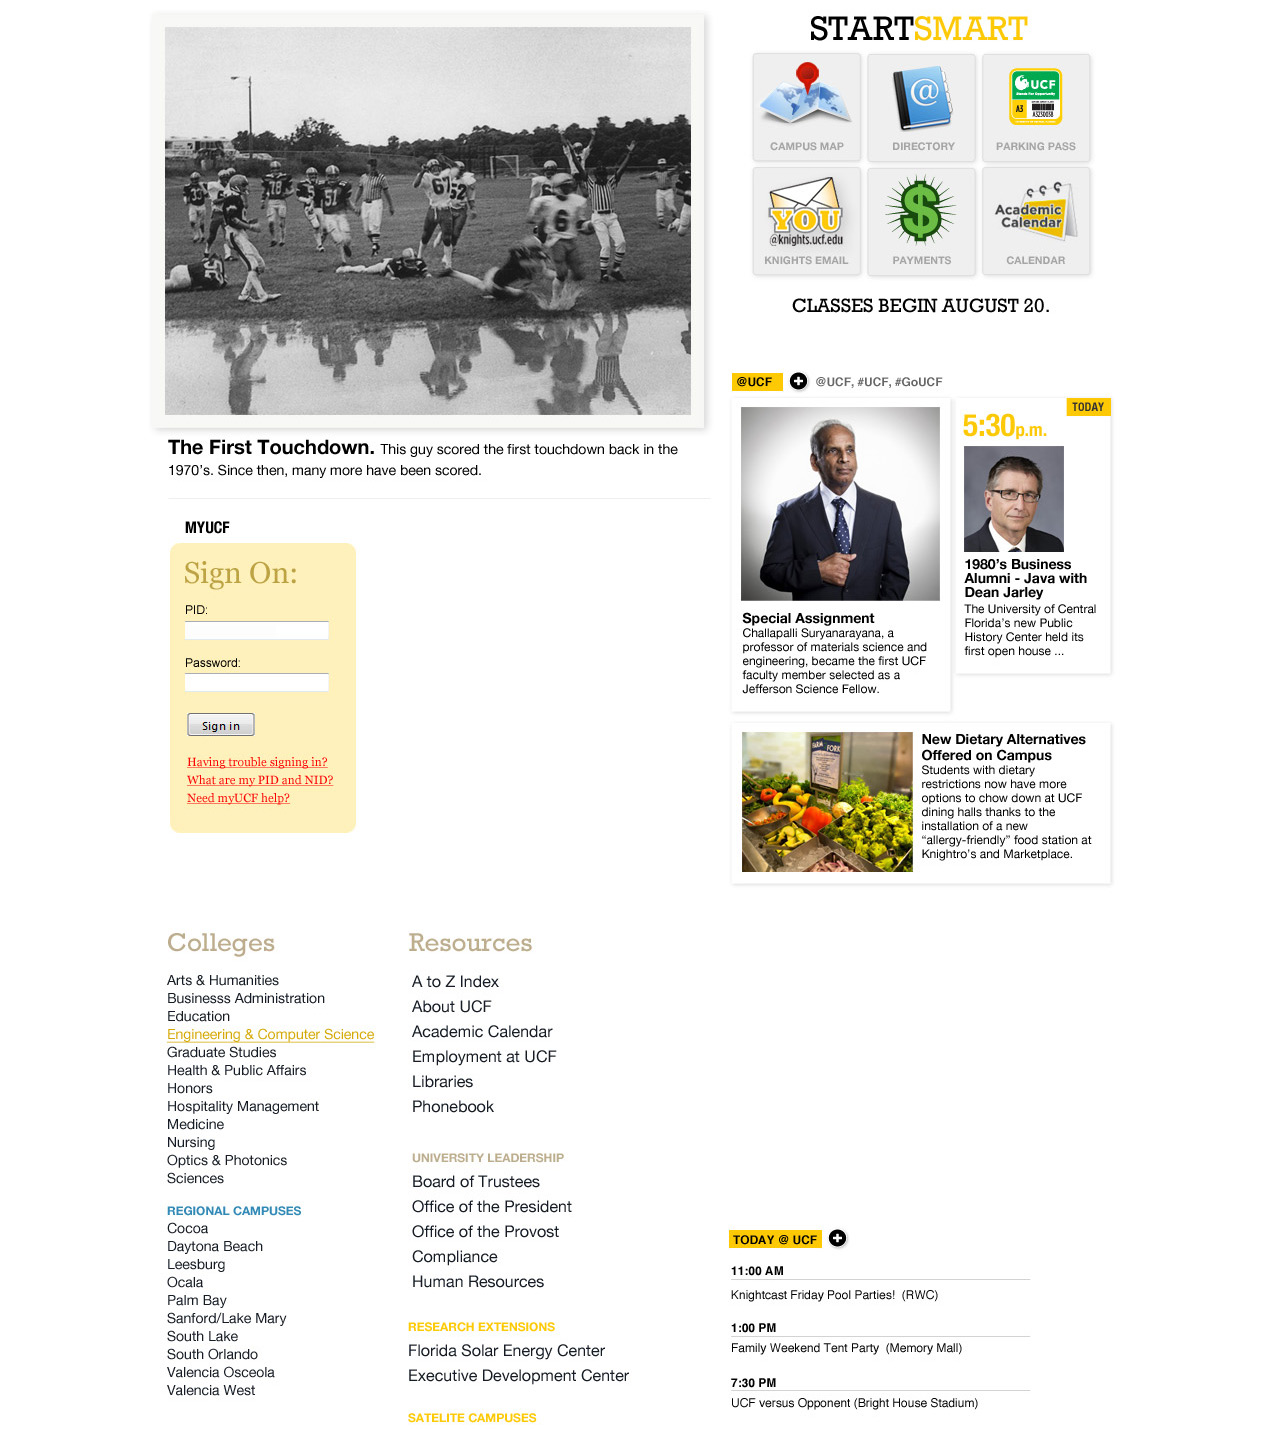 STARTSMART
CAMPUS MAP
@
DIRECTORY
UCF
Stands For Opportunity
A3
A3Z30038
PARKING PASS
YOU
@knights.ucf.edu
KNIGHTS EMAIL
$
PAYMENTS
Academic
Calendar
CALENDAR
CLASSES BEGIN AUGUST 20.
78
51
67
52
6
The First Touchdown. This guy scored the first touchdown back in the
1970's. Since then, many more have been scored.
MYUCF
Sign On:
PID:
Password:
Sign in
Having trouble signing in?
What are my PID and NID?
Need myUCF help?
@UCF
@UCF, #UCF, #GoUCF
Special Assignment
Challapalli Suryanarayana, a
professor of materials science and
engineering, became the first UCF
faculty member selected as a
Jefferson Science Fellow.
TODAY
5:30p.m.
1980's Business
Alumni - Java with
Dean Jarley
The University of Central
Florida's new Public
History Center held its
first open house ...
FARM
FORK
New Dietary Alternatives
Offered on Campus
Students with dietary
restrictions now have more
options to chow down at UCF
dining halls thanks to the
installation of a new
“allergy-friendly” food station at
Knightro's and Marketplace.
Colleges
Arts & Humanities
Businesss Administration
Education
Engineering & Computer Science
Graduate Studies
Health & Public Affairs
Honors
Hospitality Management
Medicine
Nursing
Optics & Photonics
Sciences
REGIONAL CAMPUSES
Cocoa
Daytona Beach
Leesburg
Ocala
Palm Bay
Sanford/Lake Mary
South Lake
South Orlando
Valencia Osceola
Valencia West
Resources
A to Z Index
About UCF
Academic Calendar
Employment at UCF
Libraries
Phonebook
UNIVERSITY LEADERSHIP
Board of Trustees
Office of the President
Office of the Provost
Compliance
Human Resources
RESEARCH EXTENSIONS
Florida Solar Energy Center
Executive Development Center
SATELITE CAMPUSES
TODAY @ UCF
11:00 AM
Knightcast Friday Pool Parties!  (RWC)
1:00 PM
Family Weekend Tent Party  (Memory Mall)
7:30 PM
UCF versus Opponent (Bright House Stadium)